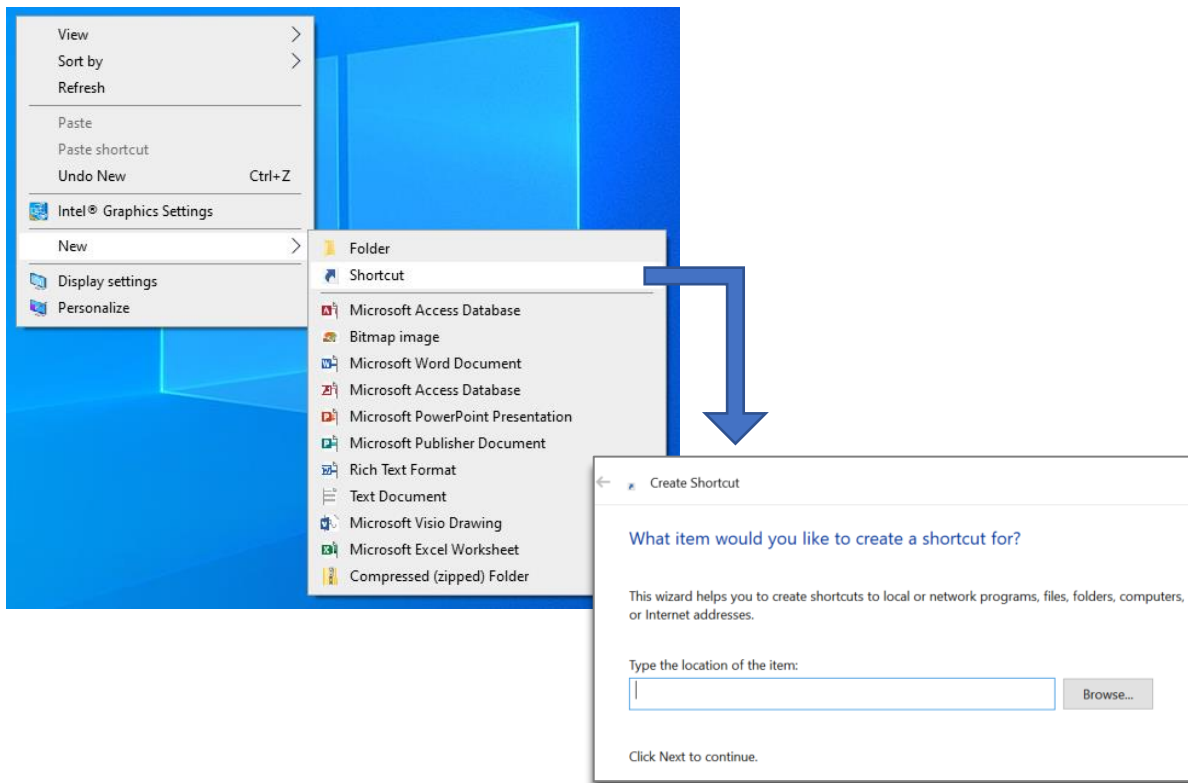 View
Sort by
Refresh
Paste
Paste shortcut
Undo New Ctrl+Z
Intel® Graphics Settings
New
Display settings
Personalize
Folder
Shortcut
Microsoft Access Database
Bitmap image
Microsoft Word Document
Microsoft Access Database
Microsoft PowerPoint Presentation
Microsoft Publisher Document
Rich Text Format
Text Document
Microsoft Visio Drawing
Microsoft Excel Worksheet
Compressed (zipped) Folder
Create Shortcut
What item would you like to create a shortcut for?
This wizard helps you to create shortcuts to local or network programs, files, folders, computers,
or Internet addresses.
Type the location of the item:
Browse...
Click Next to continue.